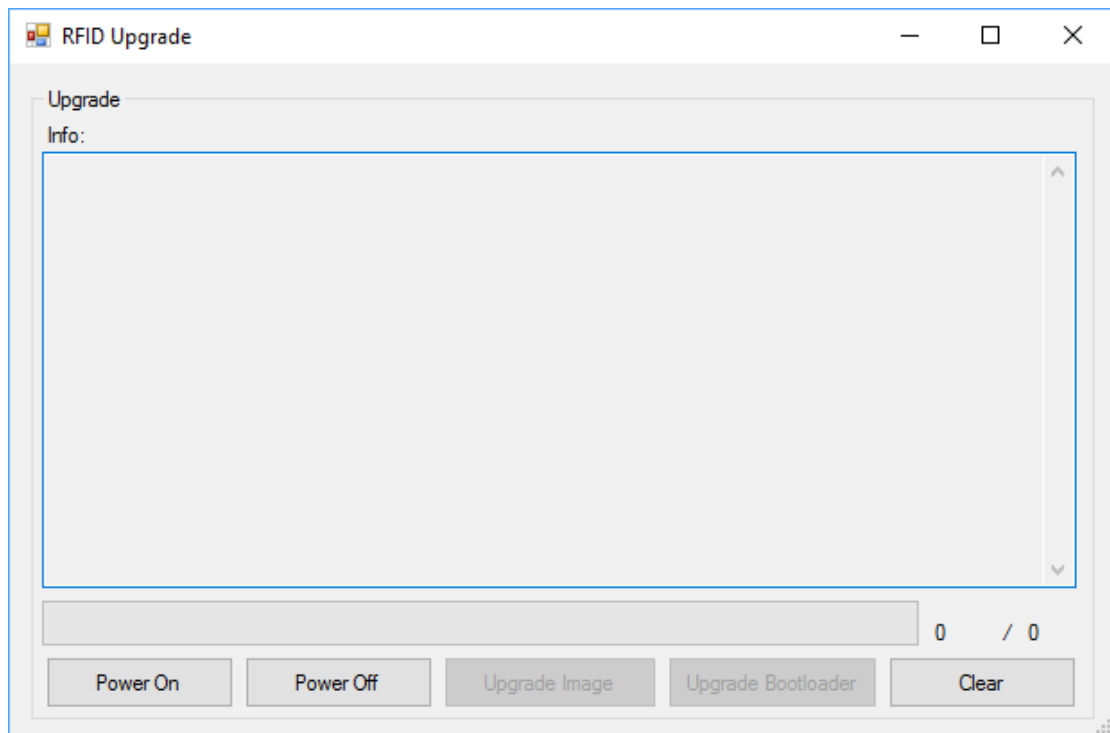 RFID Upgrade
Upgrade
Info:
0 / 0
Power On Power Off Upgrade Image Upgrade Bootloader Clear